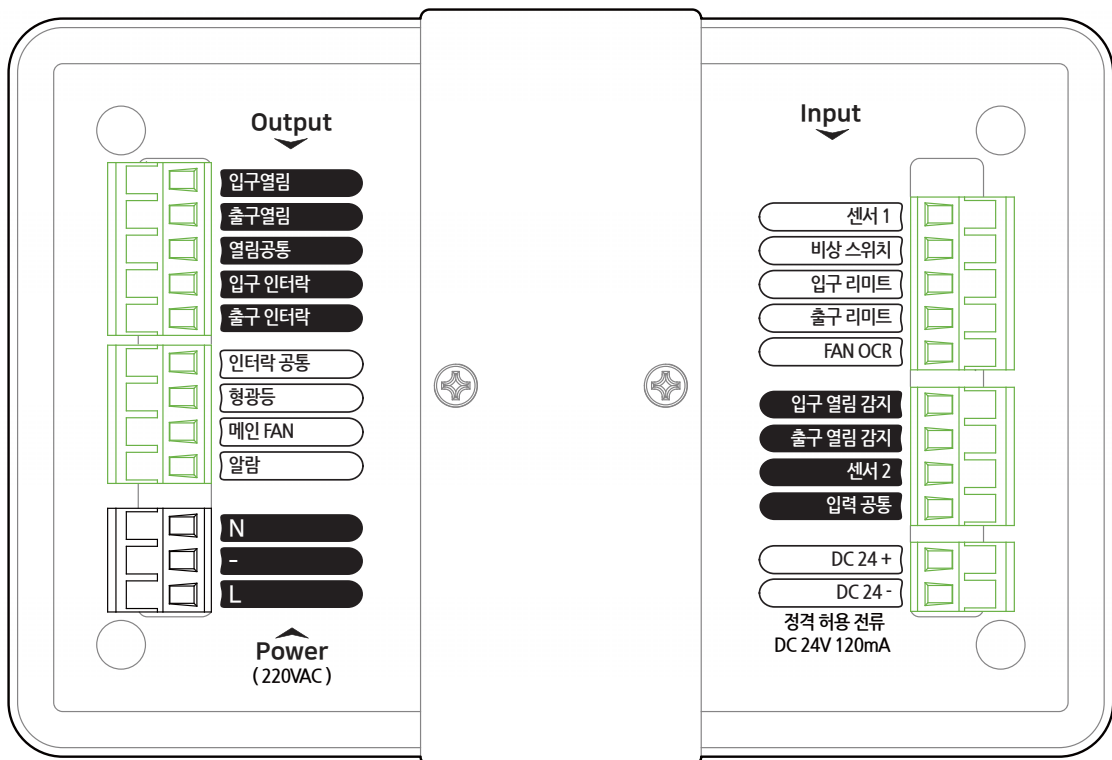 Output
입구열림
출구열림
열림공통
입구 인터락
출구 인터락
인터락 공통
형광등
메인 FAN
알람
N
-
L
Power
( 220VAC )
Input
센서 1
비상 스위치
입구 리미트
출구 리미트
FAN OCR
입구 열림 감지
출구 열림 감지
센서 2
입력 공통
DC 24 +
DC 24 -
정격 허용 전류
DC 24V 120mA